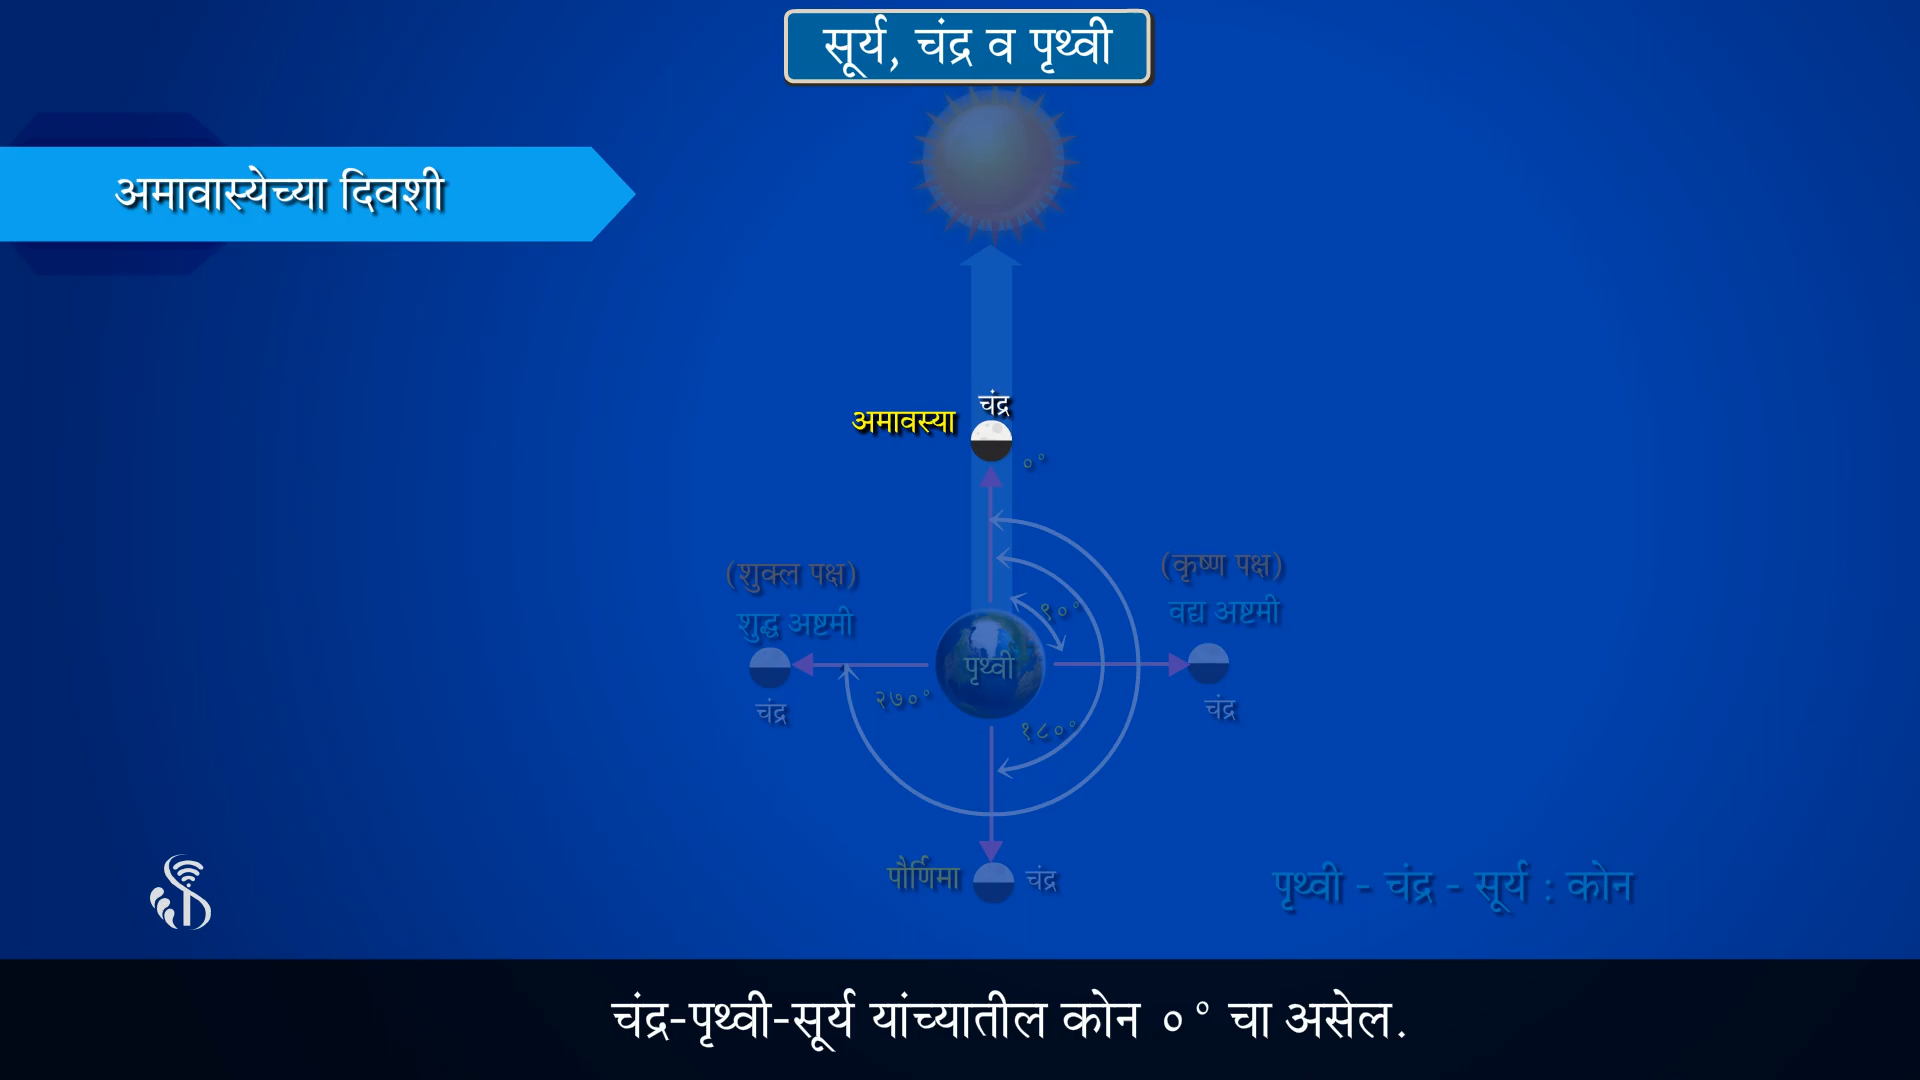 सूर्य, चंद्र व पृथ्वी
अमावास्येच्या दिवशी
चंद्र
अमावस्या
०°
(शुक्ल पक्ष)
(कृष्ण पक्ष)
शुद्ध अष्टमी
वद्य अष्टमी
९०°
पृथ्वी
२७०°
चंद्र
चंद्र
१८०°
पौर्णिमा
चंद्र
पृथ्वी - चंद्र - सूर्य : कोन
चंद्र-पृथ्वी-सूर्य यांच्यातील कोन ०° चा असेल.